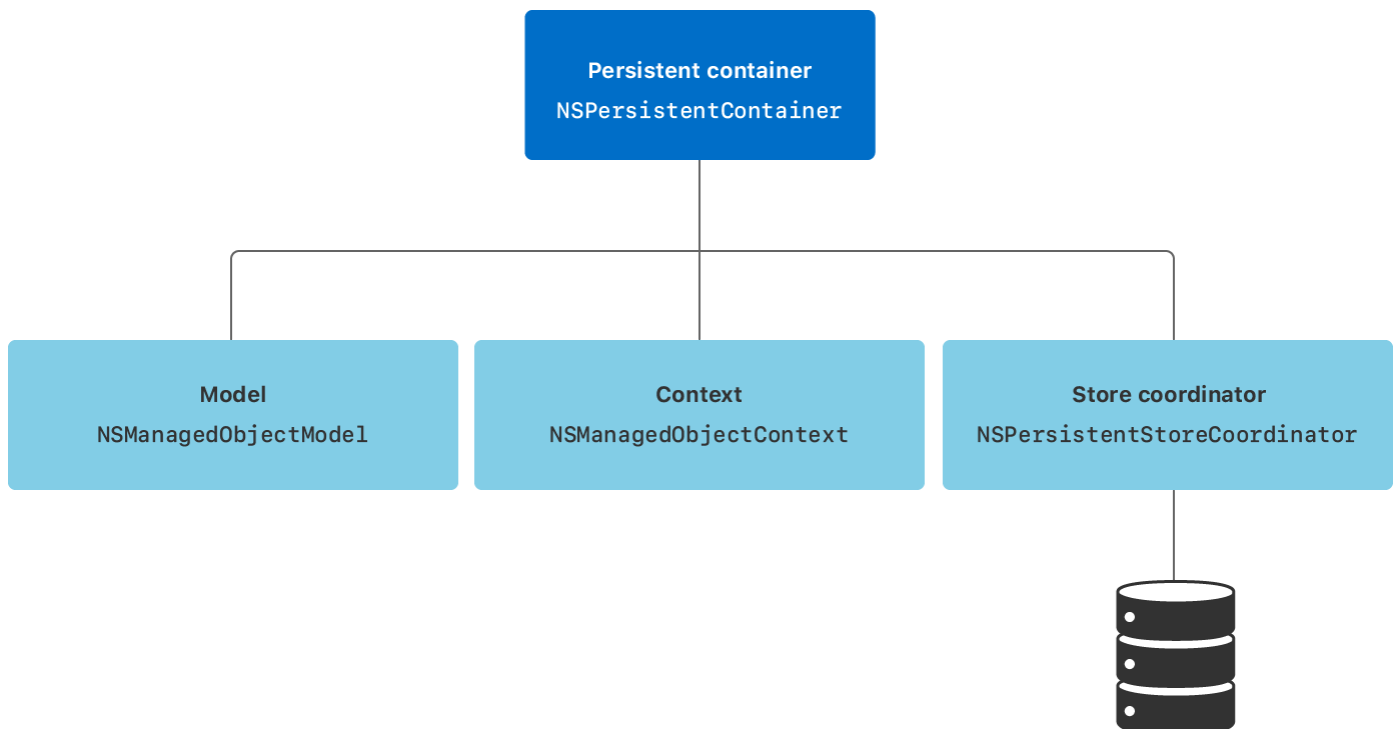 Persistent container
NSPersistentContainer
Model
NSManagedObjectModel
Context
NSManagedObjectContext
Store coordinator
NSPersistentStoreCoordinator